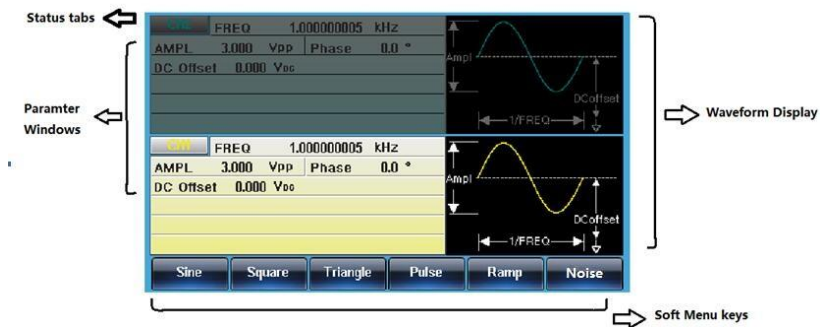 Status tabs
FREQ 1.000000005 kHz
AMPL 3.000 Vpp Phase 0.0 °
DC Offset 0.000 VDC
Ampl
DCoffset
1/FREQ
Paramter
Windows
Waveform Display
FREQ 1.000000005 kHz
AMPL 3.000 Vpp Phase 0.0 °
DC Offset 0.000 VDC
Ampl
DCoffset
1/FREQ
Sine Square Triangle Pulse Ramp Noise
Soft Menu keys